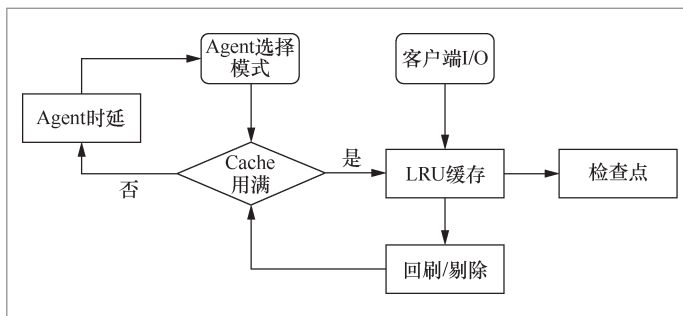 Agent选择
模式
客户端I/O
Agent时延
Cache
用满
是
LRU缓存
检查点
否
回刷/剔除